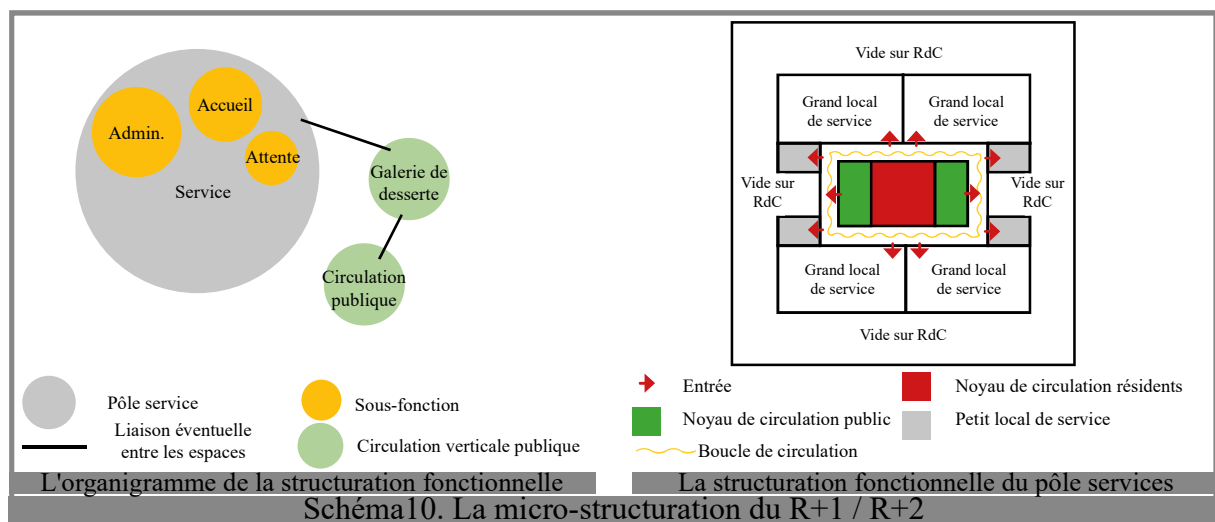 Accueil
Admin.
Attente
Service
Galerie de
desserte
Circulation
publique
Pôle service
Liaison éventuelle
entre les espaces
Sous-fonction
Circulation verticale publique
L'organigramme de la structuration fonctionnelle
Vide sur RdC
Grand local
de service
Grand local
de service
Vide sur
RdC
Vide sur
RdC
Grand local
de service
Grand local
de service
Vide sur RdC
Entrée
Noyau de circulation résidents
Noyau de circulation public
Petit local de service
Boucle de circulation
La structuration fonctionnelle du pôle services
Schéma10. La micro-structuration du R+1 / R+2